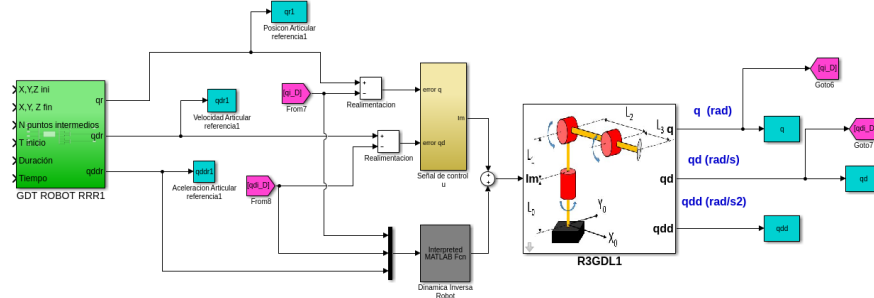 qr1
Posicon Articular
referencia1
X,Y,Z ini
X,Y, Z fin
N puntos intermedios
T inicio
Duración
Tiempo
qr
qdr
qddr
GDT ROBOT RRR1
qdr1
Velocidad Articular
referencia1
qddr1
Aceleracion Articular
referencia1
[qi_D]
From7
[qdi_D]
From8
+
−
Realimentacion
+
−
Realimentacion
error q
error qd
Im
Señal de control
u
Interpreted
MATLAB Fcn
Dinamica Inversa
Robot
+
+
Im
L2
L3
L0
Y0
X0
q
qd
qdd
R3GDL1
q (rad)
qd (rad/s)
qdd (rad/s2)
[qi_D]
Goto6
q
[qdi_D]
Goto7
qd
qdd